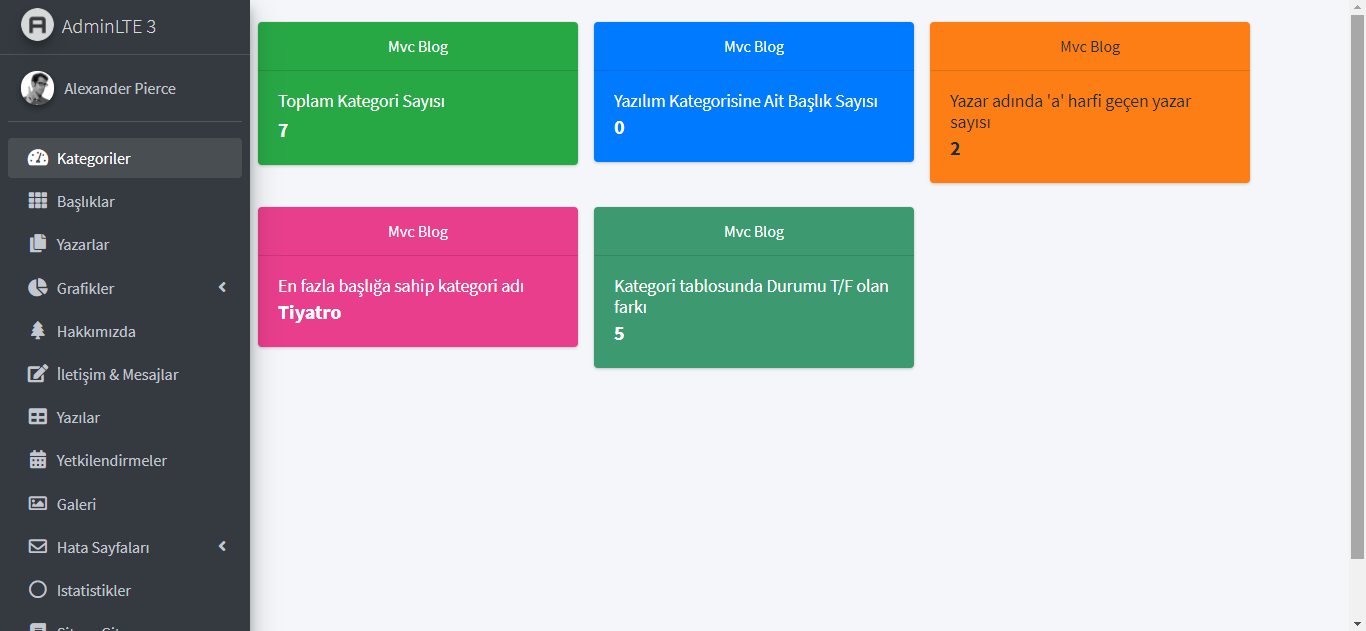 AdminLTE 3
Alexander Pierce
Kategoriler
Başlıklar
Yazarlar
Grafikler
Hakkımızda
İletişim & Mesajlar
Yazılar
Yetkilendirmeler
Galeri
Hata Sayfaları
Istatistikler
Mvc Blog
Toplam Kategori Sayısı
7
Mvc Blog
Yazılım Kategorisine Ait Başlık Sayısı
0
Mvc Blog
Yazar adında 'a' harfi geçen yazar
sayısı
2
Mvc Blog
En fazla başlığa sahip kategori adı
Tiyatro
Mvc Blog
Kategori tablosunda Durumu T/F olan
farkı
5